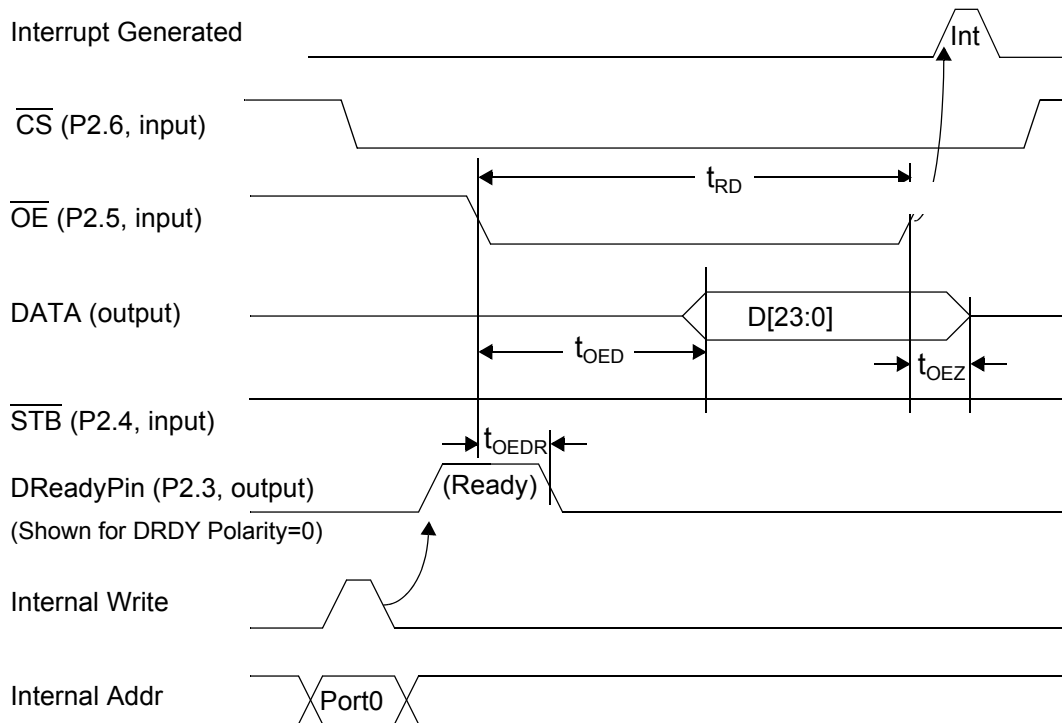 Interrupt Generated
Int
CS (P2.6, input)
tRD
OE (P2.5, input)
DATA (output)
D[23:0]
tOED
tOEZ
STB (P2.4, input)
tOEDR
DReadyPin (P2.3, output)
(Ready)
(Shown for DRDY Polarity=0)
Internal Write
Internal Addr
Port0